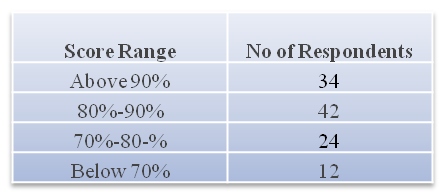 Score Range No of Respondents
Above 90% 34
80%-90% 42
70%-80-% 24
Below 70% 12